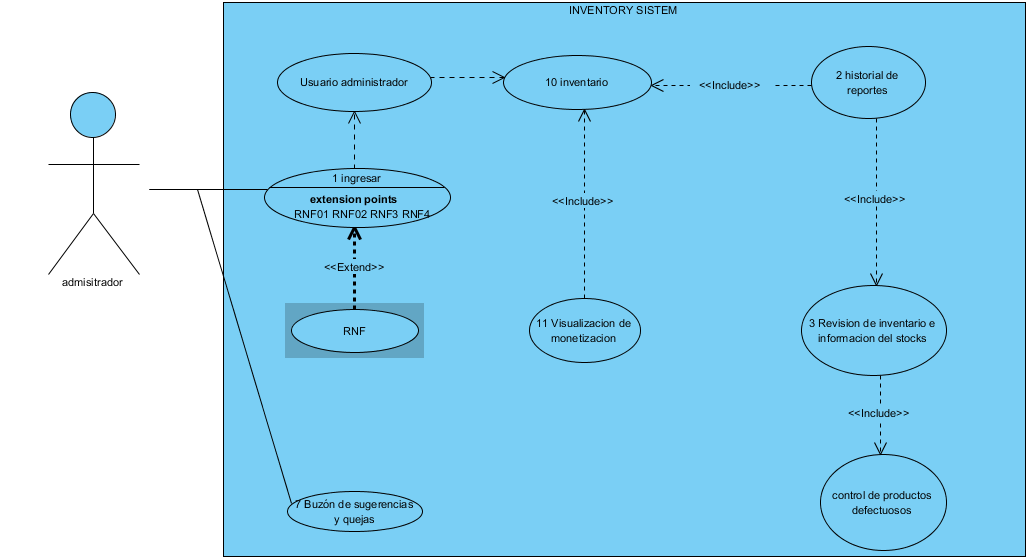 INVENTORY SISTEM
Usuario administrador
10 inventario
<<Include>>
2 historial de
reportes
1 ingresar
extension points
RNF01 RNF02 RNF3 RNF4
<<Include>>
<<Include>>
<<Extend>>
admisitrador
RNF
11 Visualizacion de
monetizacion
3 Revision de inventario e
informacion del stocks
<<Include>>
7 Buzón de sugerencias
y quejas
control de productos
defectuosos